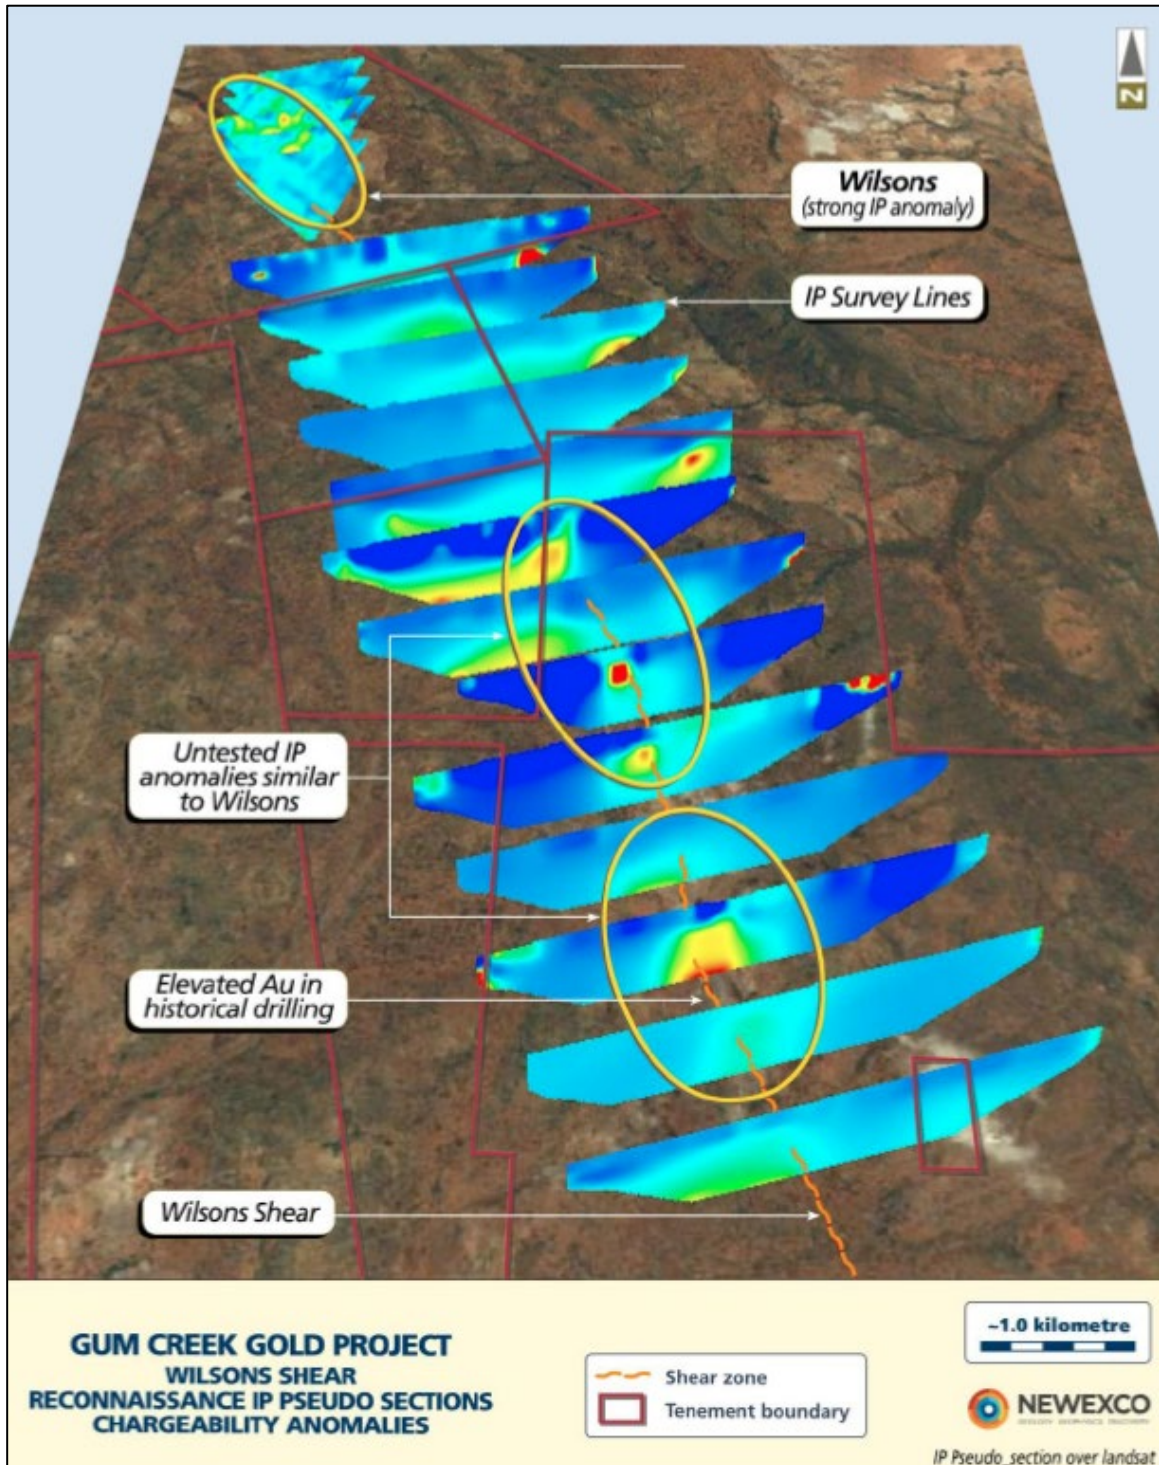 N
Wilsons
(strong IP anomaly)
IP Survey Lines
Untested IP
anomalies similar
to Wilsons
Elevated Au in
historical drilling
Wilsons Shear
GUM CREEK GOLD PROJECT
WILSONS SHEAR
RECONNAISSANCE IP PSEUDO SECTIONS
CHARGEABILITY ANOMALIES
Shear zone
Tenement boundary
~1.0 kilometre
NEWEXCO
IP Pseudo_section over landsat